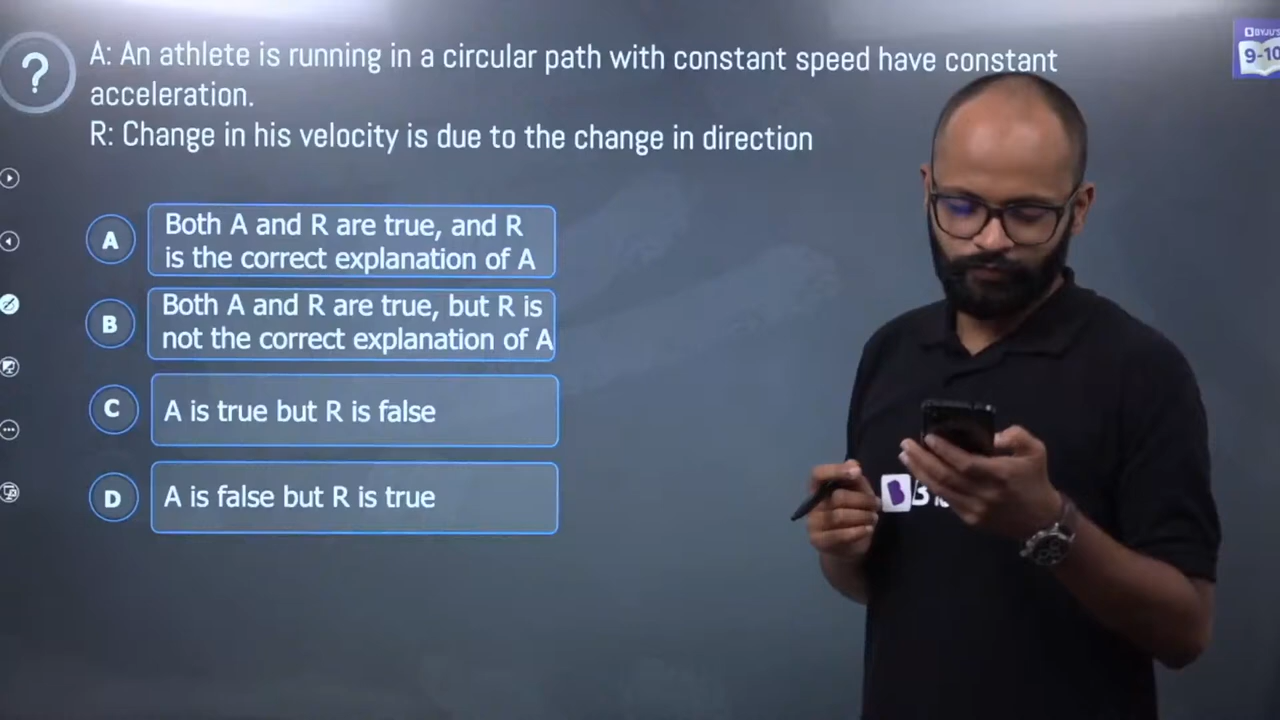 ?
A: An athlete is running in a circular path with constant speed have constant
acceleration.
R: Change in his velocity is due to the change in direction
BYJU'S
9-10
A
Both A and R are true, and R
is the correct explanation of A
B
Both A and R are true, but R is
not the correct explanation of A
C
A is true but R is false
D
A is false but R is true